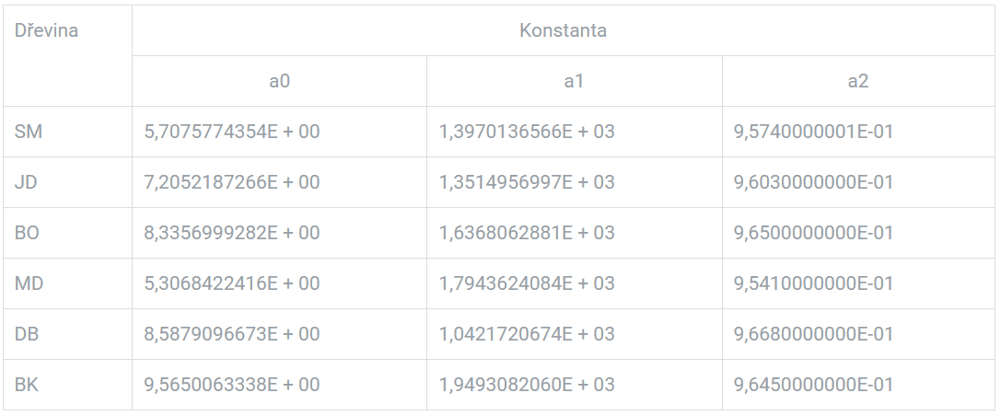 Dřevina Konstanta
a0 a1 a2
SM 5,7075774354E + 00 1,3970136566E + 03 9,5740000001E-01
JD 7,2052187266E + 00 1,3514956997E + 03 9,6030000000E-01
BO 8,3356999282E + 00 1,6368062881E + 03 9,6500000000E-01
MD 5,3068422416E + 00 1,7943624084E + 03 9,5410000000E-01
DB 8,5879096673E + 00 1,0421720674E + 03 9,6680000000E-01
BK 9,5650063338E + 00 1,9493082060E + 03 9,6450000000E-01